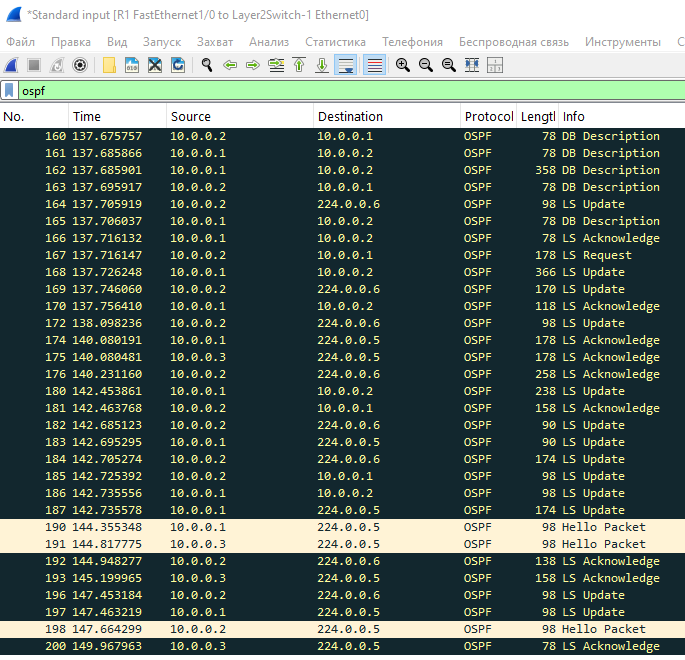 *Standard input [R1 FastEthernet1/0 to Layer2Switch-1 Ethernet0]
Файл Правка Вид Запуск Захват Анализ Статистика Телефония Беспроводная связь Инструменты С
ospf
No. Time Source Destination Protocol Lengtl Info
160 137.675757 10.0.0.2 10.0.0.1 OSPF 78 DB Description
161 137.685866 10.0.0.1 10.0.0.2 OSPF 78 DB Description
162 137.685901 10.0.0.1 10.0.0.2 OSPF 358 DB Description
163 137.695917 10.0.0.2 10.0.0.1 OSPF 78 DB Description
164 137.705919 10.0.0.2 224.0.0.6 OSPF 98 LS Update
165 137.706037 10.0.0.1 10.0.0.2 OSPF 78 DB Description
166 137.716132 10.0.0.1 10.0.0.2 OSPF 78 LS Acknowledge
167 137.716147 10.0.0.2 10.0.0.1 OSPF 178 LS Request
168 137.726248 10.0.0.1 10.0.0.2 OSPF 366 LS Update
169 137.746060 10.0.0.2 224.0.0.6 OSPF 170 LS Update
170 137.756410 10.0.0.1 10.0.0.2 OSPF 118 LS Acknowledge
172 138.098236 10.0.0.2 224.0.0.6 OSPF 98 LS Update
174 140.080191 10.0.0.1 224.0.0.5 OSPF 178 LS Acknowledge
175 140.080481 10.0.0.3 224.0.0.5 OSPF 178 LS Acknowledge
176 140.231160 10.0.0.2 224.0.0.6 OSPF 258 LS Acknowledge
180 142.453861 10.0.0.1 10.0.0.2 OSPF 238 LS Update
181 142.463768 10.0.0.2 10.0.0.1 OSPF 158 LS Acknowledge
182 142.685123 10.0.0.2 224.0.0.6 OSPF 90 LS Update
183 142.695295 10.0.0.1 224.0.0.5 OSPF 90 LS Update
184 142.705274 10.0.0.2 224.0.0.6 OSPF 174 LS Update
185 142.725392 10.0.0.2 10.0.0.1 OSPF 98 LS Update
186 142.735556 10.0.0.1 10.0.0.2 OSPF 98 LS Update
187 142.735578 10.0.0.1 224.0.0.5 OSPF 174 LS Update
190 144.355348 10.0.0.1 224.0.0.5 OSPF 98 Hello Packet
191 144.817775 10.0.0.3 224.0.0.5 OSPF 98 Hello Packet
192 144.948277 10.0.0.2 224.0.0.6 OSPF 138 LS Acknowledge
193 145.199965 10.0.0.3 224.0.0.5 OSPF 158 LS Acknowledge
196 147.453184 10.0.0.2 224.0.0.6 OSPF 98 LS Update
197 147.463219 10.0.0.1 224.0.0.5 OSPF 98 LS Update
198 147.664299 10.0.0.2 224.0.0.5 OSPF 98 Hello Packet
200 149.967963 10.0.0.3 224.0.0.5 OSPF 78 LS Acknowledge